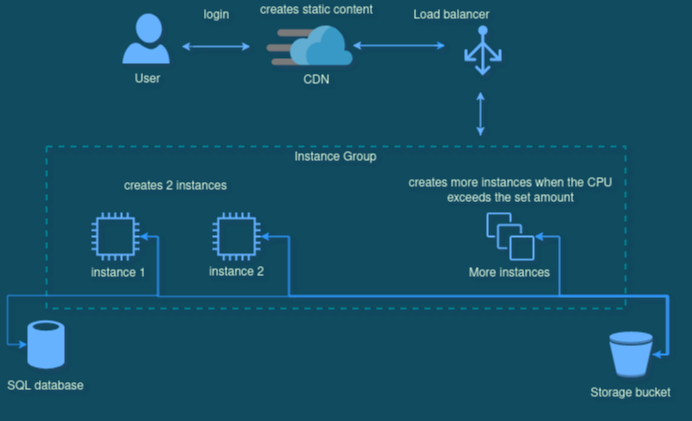 login
creates static content
Load balancer
User
CDN
Instance Group
creates 2 instances
creates more instances when the CPU
exceeds the set amount
instance 1
instance 2
More instances
SQL database
Storage bucket